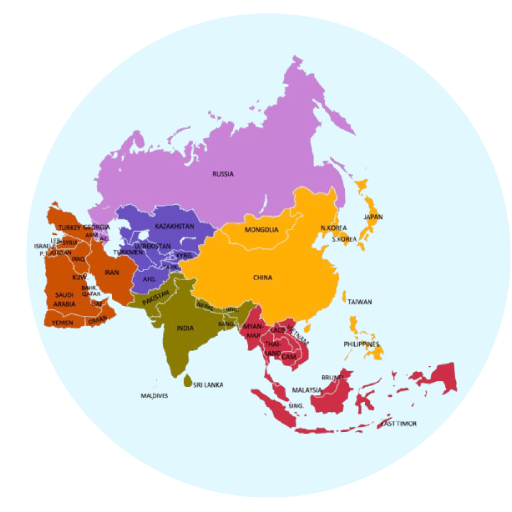 RUSSIA
JAPAN
TURKEY
GEORGIA
KAZAKHSTAN
MONGOLIA
N.KOREA
S.KOREA
ARM.
AZ.
LEB.
SYRIA
ISRAEL
P.T.
JORDAN
UZBEKISTAN
TURKMEN.
KYRG.
IRAQ
IRAN
AFG.
CHINA
KUW.
BAHR.
QATAR
SAUDI
ARABIA
UAE
PAKISTAN
NEPAL
BHU.
TAIWAN
YEMEN
OMAN
INDIA
BANG.
MYAN-
MAR
LAOS
VIETNAM
THAI-
LAND
CAM.
PHILIPPINES
SRI LANKA
MALDIVES
BRUNEI
MALAYSIA
SING.
EAST TIMOR